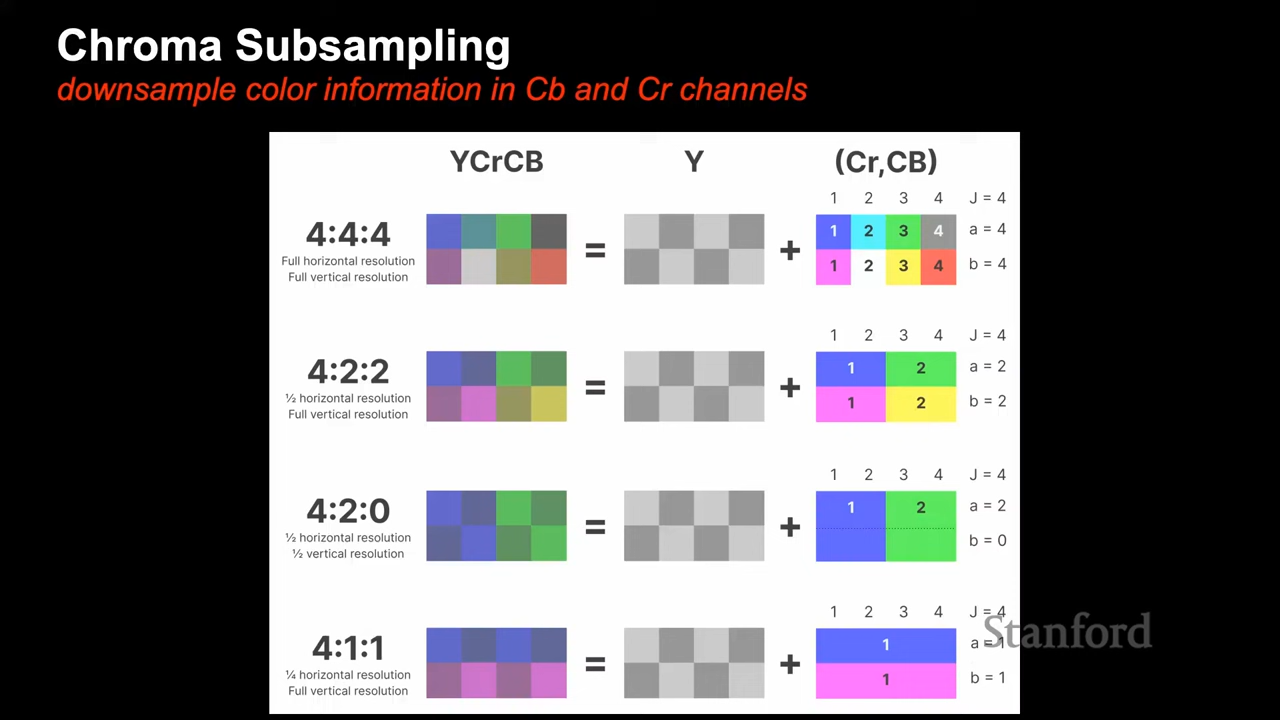 Chroma Subsampling
downsample color information in Cb and Cr channels
YCrCB Y (Cr,CB)
1 2 3 4 J = 4
4:4:4
Full horizontal resolution
Full vertical resolution
=
+
1 2 3 4 a = 4
1 2 3 4 b = 4
1 2 3 4 J = 4
4:2:2
½ horizontal resolution
Full vertical resolution
=
+
1 2 a = 2
1 2 b = 2
1 2 3 4 J = 4
4:2:0
½ horizontal resolution
½ vertical resolution
=
+
1 2 a = 2
b = 0
1 2 3 4 J = 4
4:1:1
¼ horizontal resolution
Full vertical resolution
=
+
1 a = 1
1 b = 1
Stanford